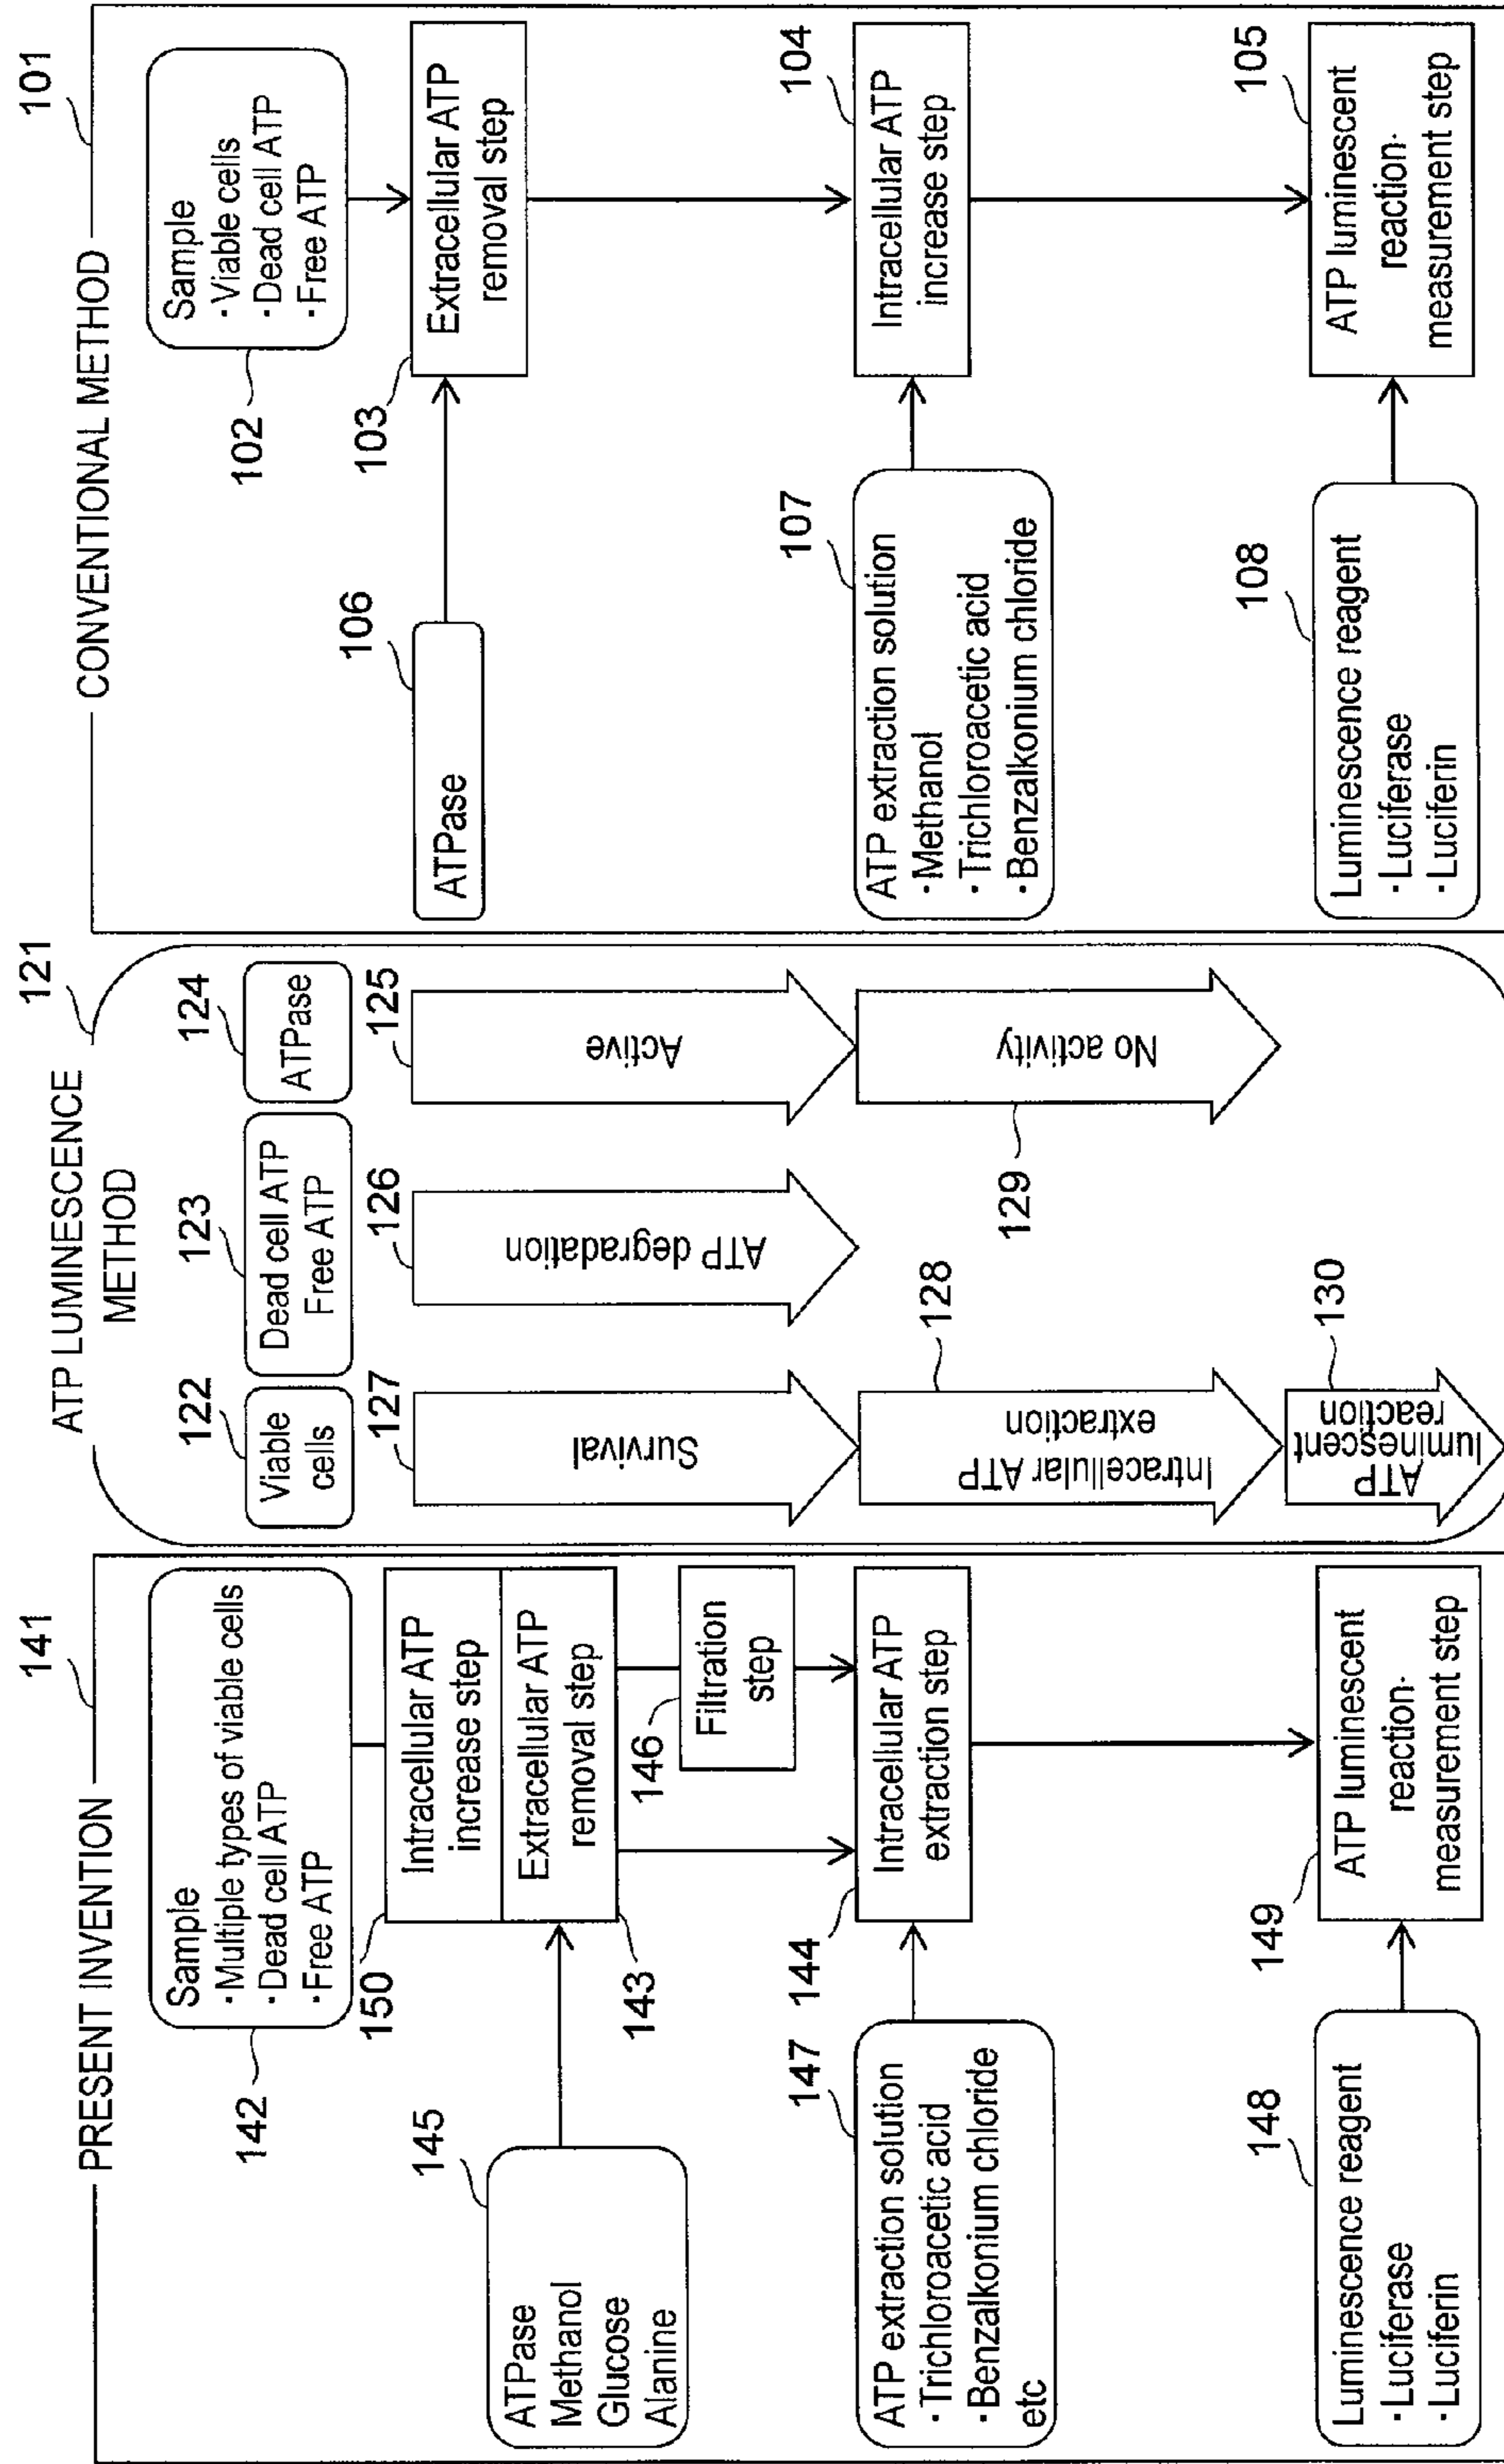 PRESENT INVENTION
141
Sample
・Multiple types of viable cells
・Dead cell ATP
・Free ATP
142
150
Intracellular ATP
increase step
Extracellular ATP
removal step
143
145
ATPase
Methanol
Glucose
Alanine
146
Filtration
step
Intracellular ATP
extraction step
144
147
ATP extraction solution
・Trichloroacetic acid
・Benzalkonium chloride
etc
ATP luminescent
reaction·
measurement step
149
148
Luminescence reagent
・Luciferase
・Luciferin
ATP LUMINESCENCE
METHOD
121
122
Viable
cells
123
Dead cell ATP
Free ATP
124
ATPase
127
Survival
126
ATP degradation
125
Active
128
Intracellular ATP
extraction
129
No activity
130
ATP
luminescent
reaction
CONVENTIONAL METHOD
101
Sample
・Viable cells
・Dead cell ATP
・Free ATP
102
103
Extracellular ATP
removal step
106
ATPase
104
Intracellular ATP
increase step
107
ATP extraction solution
・Methanol
・Trichloroacetic acid
・Benzalkonium chloride
105
ATP luminescent
reaction·
measurement step
108
Luminescence reagent
・Luciferase
・Luciferin